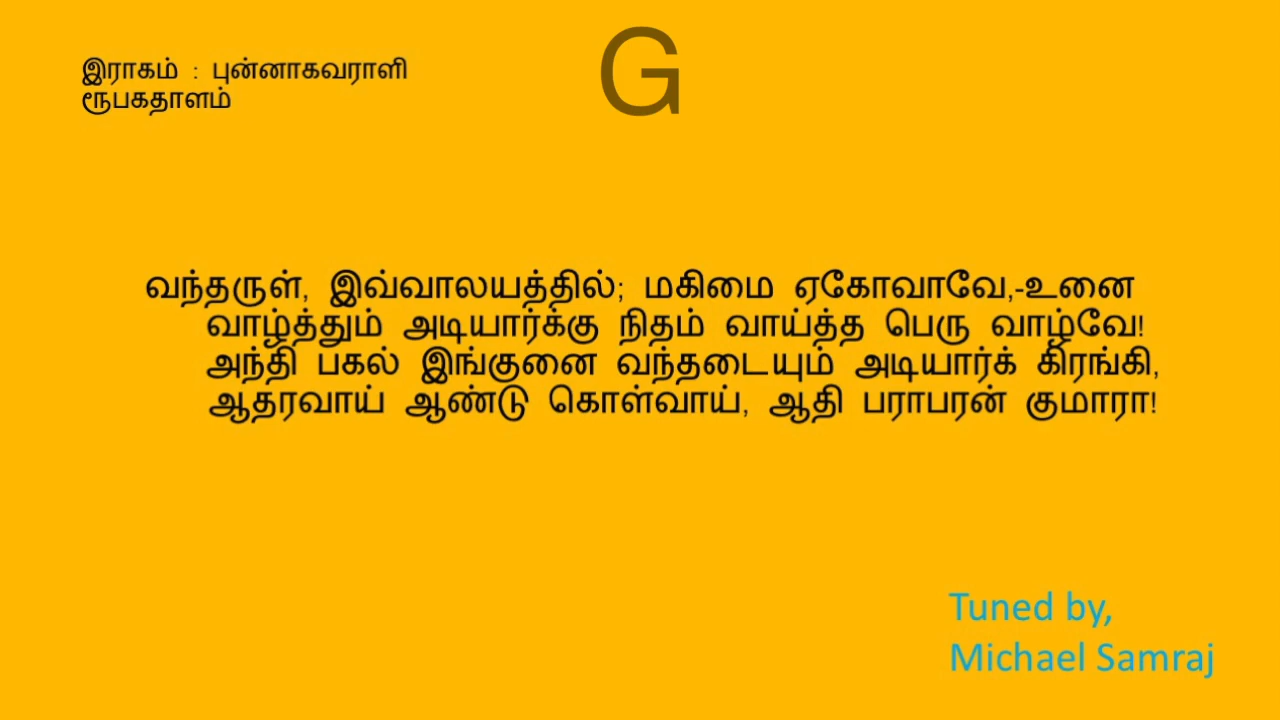 G
இராகம் : புன்னாகவராளி
ரூபகதாளம்
வந்தருள், இவ்வாலயத்தில்; மகிமை ஏகோவாவே,-உனை
வாழ்த்தும் அடியார்க்கு நிதம் வாய்த்த பெரு வாழ்வே!
அந்தி பகல் இங்குனை வந்தடையும் அடியார்க் கிரங்கி,
ஆதரவாய் ஆண்டு கொள்வாய், ஆதி பராபரன் குமாரா!
Tuned by,
Michael Samraj